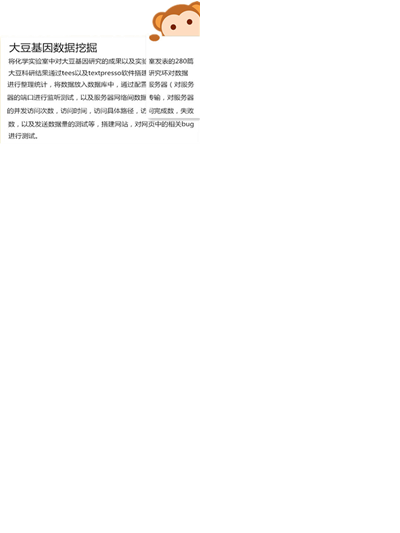 大豆基因数据挖掘
将化学实验室中对大豆基因研究的成果以及实验室发表的280篇
大豆科研结果通过tees以及textpresso软件搭建研究环对数据
进行整理统计，将数据放入数据库中，通过配置服务器（对服务
器的端口进行监听测试，以及服务器网络间数据传输，对服务器
的并发访问次数，访问时间，访问具体路径，访问完成数，失败
数，以及发送数据量的测试等，搭建网站，对网页中的相关bug
进行测试。